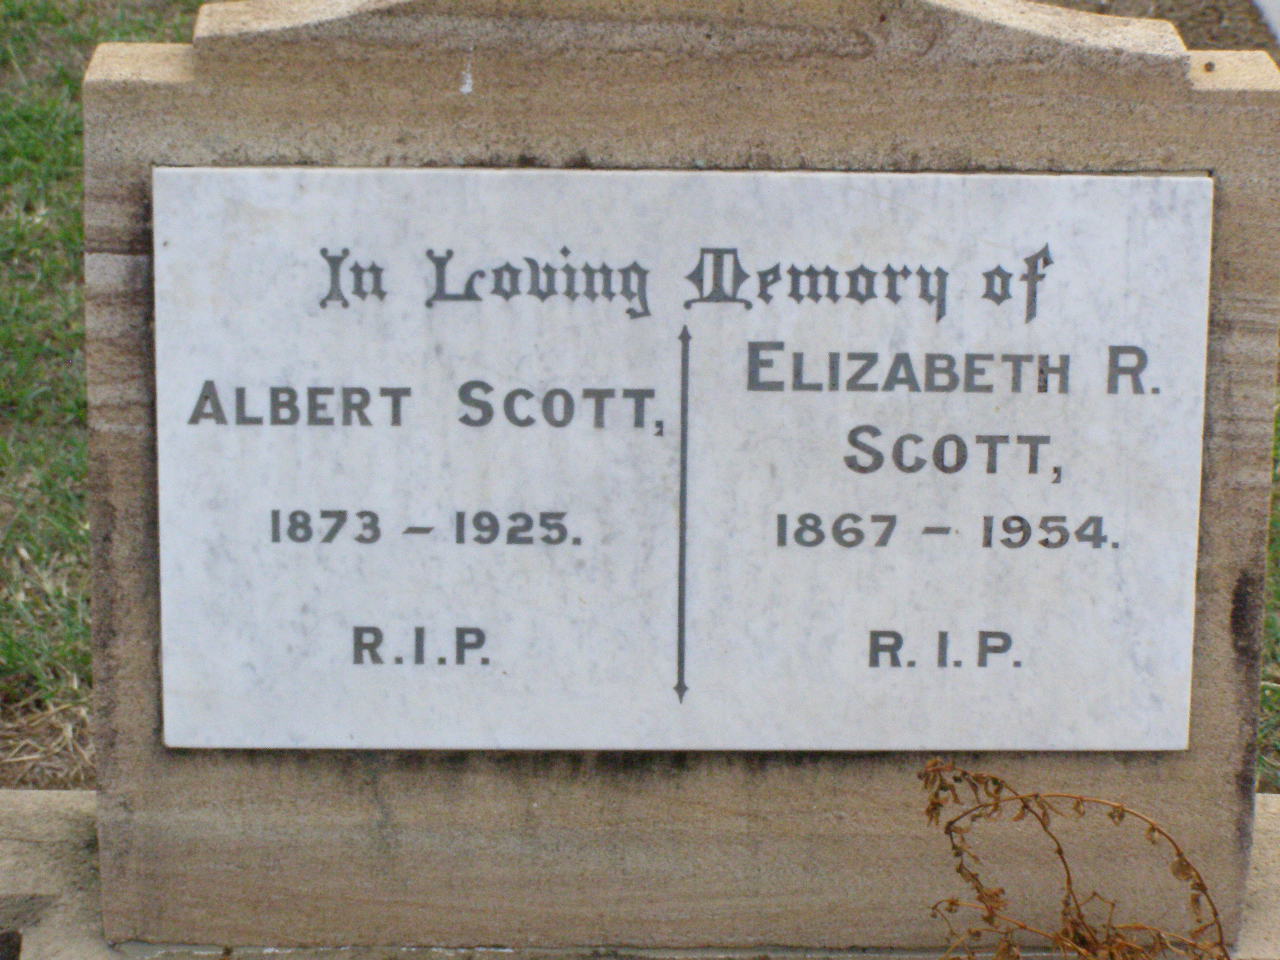 In Loving Memory of
ALBERT SCOTT,
1873 - 1925.
R.I.P.
ELIZABETH R.
SCOTT,
1867 - 1954.
R.I.P.